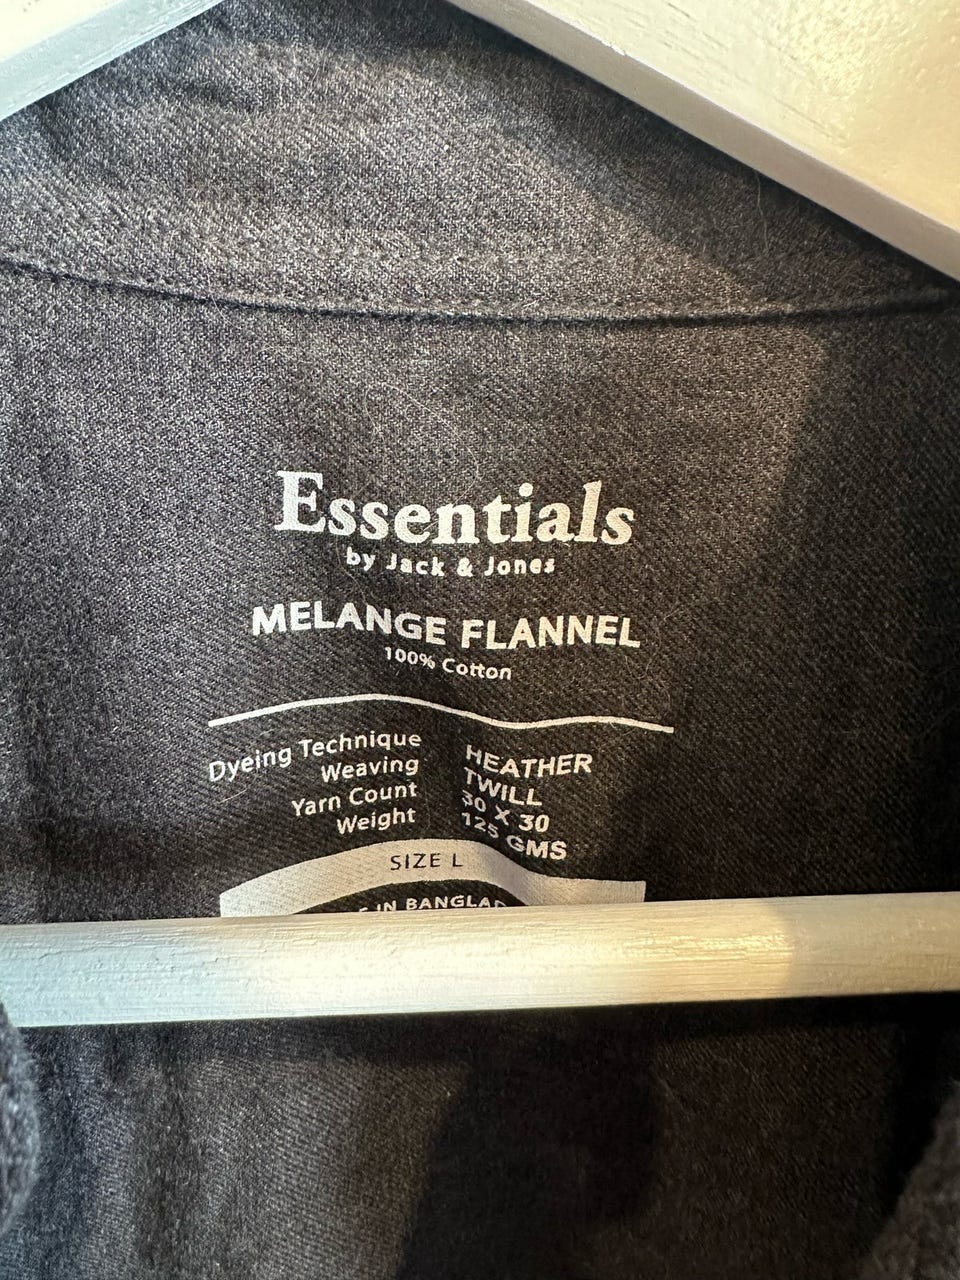 Essentials
by Jack & Jones
MELANGE FLANNEL
100% Cotton
Dyeing Technique HEATHER
Weaving TWILL
Yarn Count 30 X 30
Weight 125 GMS
SIZE L
IN